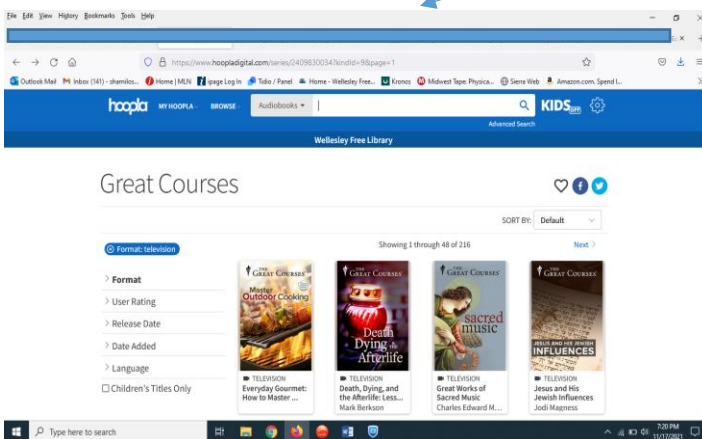 File Edit View History Bookmarks Tools Help
https://www.hoopladigital.com/series/2409830034?kindId=9&page=1
Outlook Mail Inbox (141) - shamilos... Home | MLN ipage Log In Tidio / Panel Home - Wellesley Free... Kronos Midwest Tape: Physica... Sierra Web Amazon.com. Spend L...
hoopla MY HOOPLA BROWSE Audiobooks KIDS OFF
Advanced Search
Wellesley Free Library
Great Courses
SORT BY: Default
Format: television
Showing 1 through 48 of 216
Next
Format
User Rating
Release Date
Date Added
Language
Children's Titles Only
THE GREAT COURSES
Master Outdoor Cooking
TELEVISION
Everyday Gourmet:
How to Master ...
THE GREAT COURSES
Death
Dying &
Afterlife
TELEVISION
Death, Dying, and
the Afterlife: Less...
Mark Berkson
THE GREAT COURSES
sacred
music
TELEVISION
Great Works of
Sacred Music
Charles Edward M...
THE GREAT COURSES
JESUS AND HIS JEWISH
INFLUENCES
TELEVISION
Jesus and His
Jewish Influences
Jodi Magness
Type here to search
7:20 PM
11/17/2021